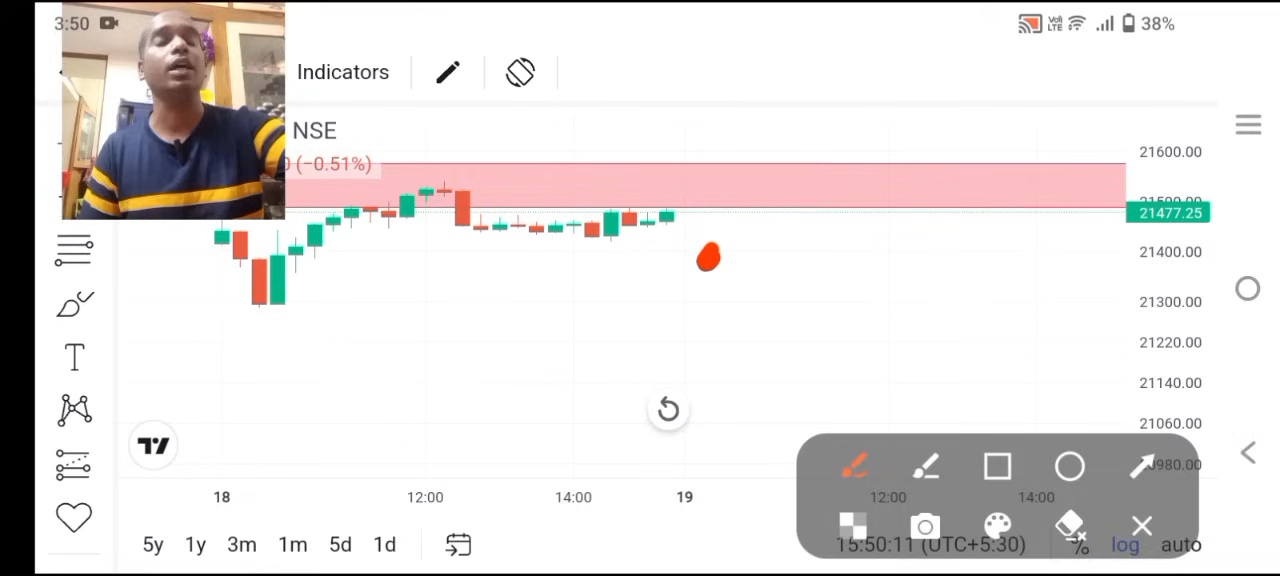 3:50
Vo) LTE
38%
Indicators
NSE
(−0.51%)
21600.00
21477.25
21400.00
21300.00
21220.00
21140.00
21060.00
18
12:00
14:00
19
12:00
14:00
5y 1y 3m 1m 5d 1d
15:50:11 (UTC+5:30)
% log auto